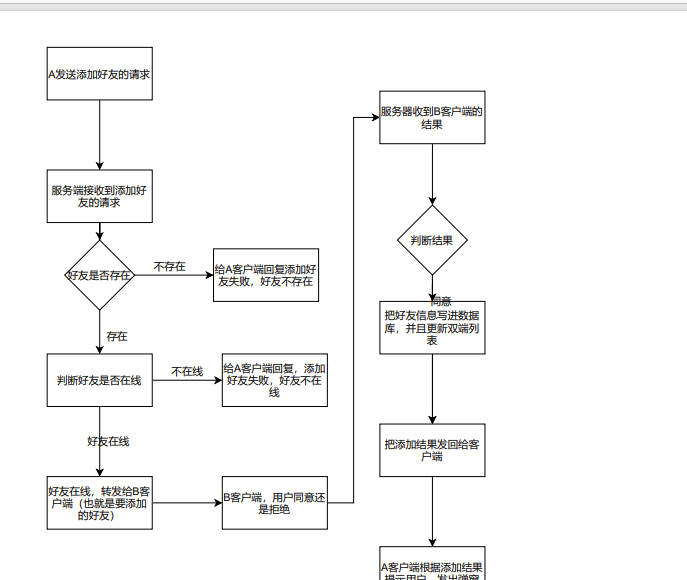 A发送添加好友的请求
服务端接收到添加好
友的请求
好友是否存在
不存在
给A客户端回复添加好
友失败，好友不存在
存在
判断好友是否在线
不在线
给A客户端回复，添加
好友失败，好友不在
线
好友在线
好友在线，转发给B客
户端（也就是要添加
的好友）
B客户端，用户同意还
是拒绝
服务器收到B客户端的
结果
判断结果
同意
把好友信息写进数据
库，并且更新双端列
表
把添加结果发回给客
户端
A客户端根据添加结果
提示用户，发出弹窗